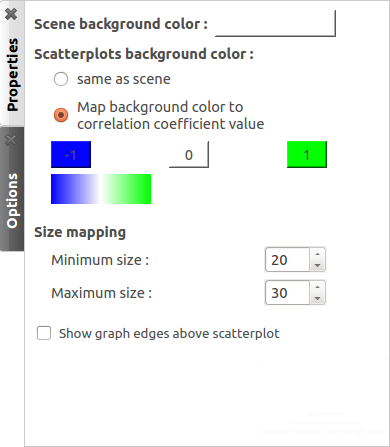 Properties
Options
Scene background color :
Scatterplots background color :
same as scene
Map background color to
correlation coefficient value
-1 0 1
Size mapping
Minimum size : 20
Maximum size : 30
Show graph edges above scatterplot